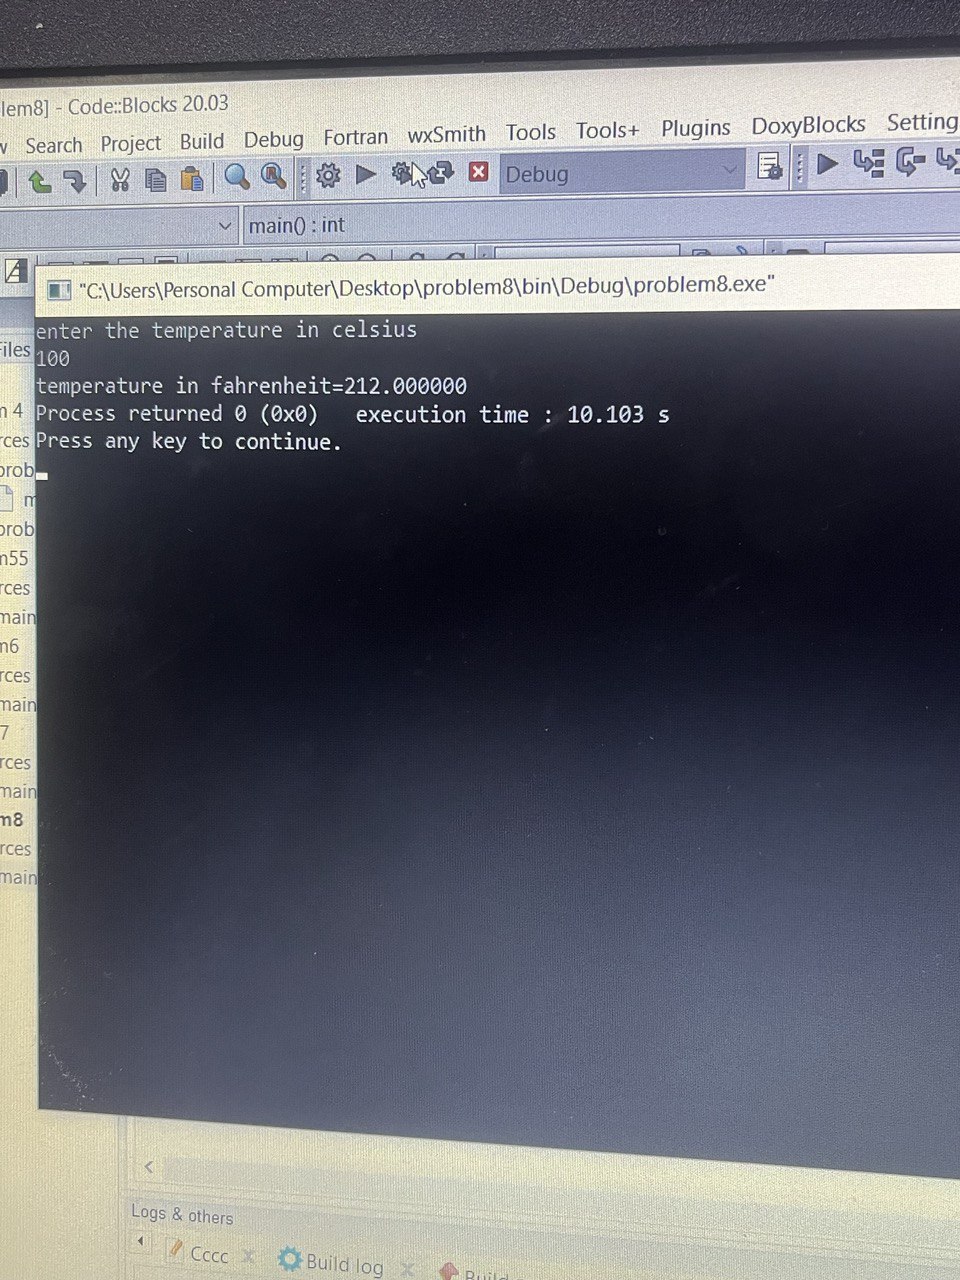 lem8] - Code::Blocks 20.03
Search Project Build Debug Fortran wxSmith Tools Tools+ Plugins DoxyBlocks Setting
Debug
main() : int
"C:\Users\Personal Computer\Desktop\problem8\bin\Debug\problem8.exe"
enter the temperature in celsius
100
temperature in fahrenheit=212.000000
Process returned 0 (0x0)   execution time : 10.103 s
Press any key to continue.
Files
n 4
rces
prob
m
prob
n55
rces
main
n6
rces
main
7
rces
main
m8
rces
main
Logs & others
Cccc
Build log